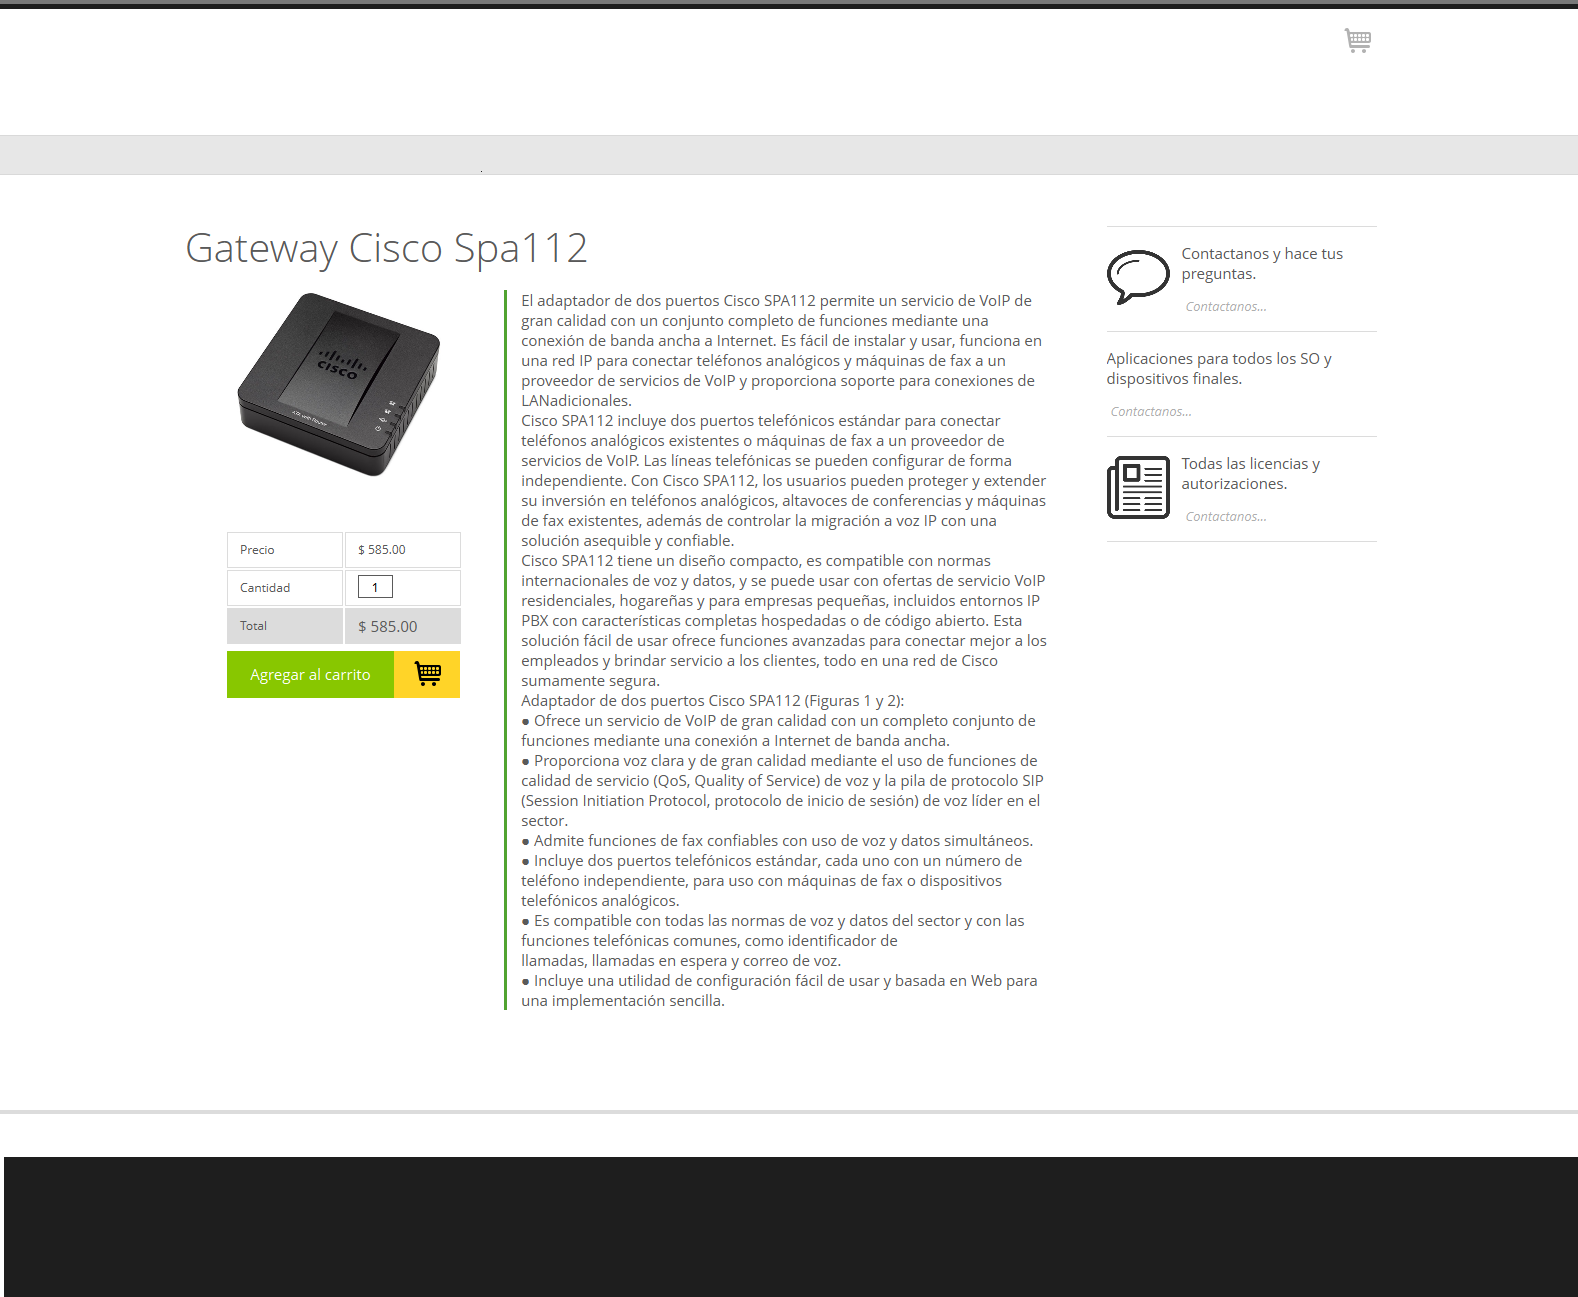 Gateway Cisco Spa112
CISCO
ATA with Router
Precio
$ 585.00
Cantidad
1
Total
$ 585.00
Agregar al carrito
El adaptador de dos puertos Cisco SPA112 permite un servicio de VoIP de
gran calidad con un conjunto completo de funciones mediante una
conexión de banda ancha a Internet. Es fácil de instalar y usar, funciona en
una red IP para conectar teléfonos analógicos y máquinas de fax a un
proveedor de servicios de VoIP y proporciona soporte para conexiones de
LANadicionales.
Cisco SPA112 incluye dos puertos telefónicos estándar para conectar
teléfonos analógicos existentes o máquinas de fax a un proveedor de
servicios de VoIP. Las líneas telefónicas se pueden configurar de forma
independiente. Con Cisco SPA112, los usuarios pueden proteger y extender
su inversión en teléfonos analógicos, altavoces de conferencias y máquinas
de fax existentes, además de controlar la migración a voz IP con una
solución asequible y confiable.
Cisco SPA112 tiene un diseño compacto, es compatible con normas
internacionales de voz y datos, y se puede usar con ofertas de servicio VoIP
residenciales, hogareñas y para empresas pequeñas, incluidos entornos IP
PBX con características completas hospedadas o de código abierto. Esta
solución fácil de usar ofrece funciones avanzadas para conectar mejor a los
empleados y brindar servicio a los clientes, todo en una red de Cisco
sumamente segura.
Adaptador de dos puertos Cisco SPA112 (Figuras 1 y 2):
● Ofrece un servicio de VoIP de gran calidad con un completo conjunto de
funciones mediante una conexión a Internet de banda ancha.
● Proporciona voz clara y de gran calidad mediante el uso de funciones de
calidad de servicio (QoS, Quality of Service) de voz y la pila de protocolo SIP
(Session Initiation Protocol, protocolo de inicio de sesión) de voz líder en el
sector.
● Admite funciones de fax confiables con uso de voz y datos simultáneos.
● Incluye dos puertos telefónicos estándar, cada uno con un número de
teléfono independiente, para uso con máquinas de fax o dispositivos
telefónicos analógicos.
● Es compatible con todas las normas de voz y datos del sector y con las
funciones telefónicas comunes, como identificador de
llamadas, llamadas en espera y correo de voz.
● Incluye una utilidad de configuración fácil de usar y basada en Web para
una implementación sencilla.
Contactanos y hace tus
preguntas.
Contactanos...
Aplicaciones para todos los SO y
dispositivos finales.
Contactanos...
Todas las licencias y
autorizaciones.
Contactanos...